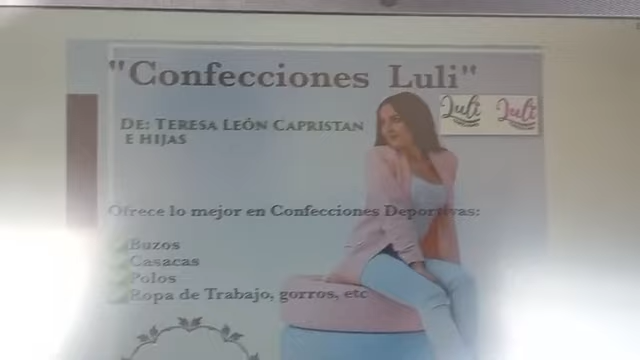 "Confecciones Luli"
Luli Luli
DE: TERESA LEÓN CAPRISTAN
E HIJAS
Ofrece lo mejor en Confecciones Deportivas:
Buzos
Casacas
Polos
Ropa de Trabajo, gorros, etc